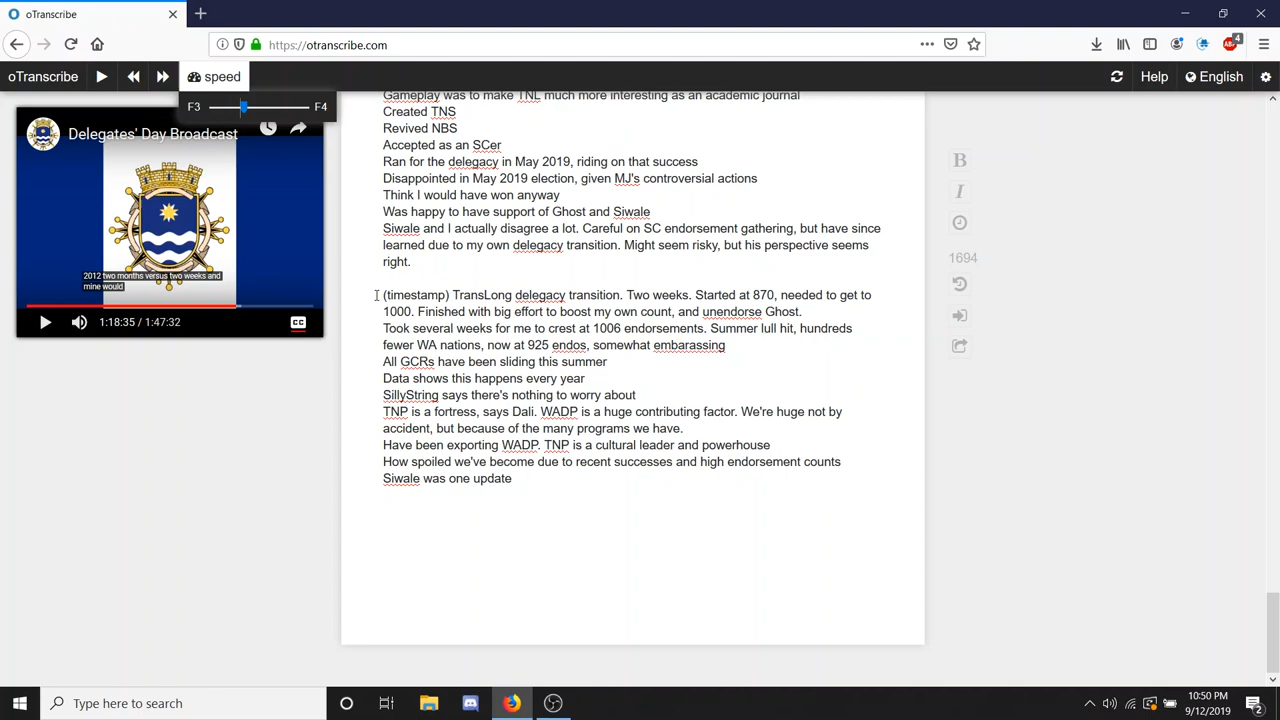 oTranscribe
https://otranscribe.com
4
oTranscribe
speed
Help
English
F3
F4
Delegates' Day Broadcast
2012 two months versus two weeks and
mine would
1:18:35 / 1:47:32
Gameplay was to make TNL much more interesting as an academic journal
Created TNS
Revived NBS
Accepted as an SCer
Ran for the delegacy in May 2019, riding on that success
Disappointed in May 2019 election, given MJ's controversial actions
Think I would have won anyway
Was happy to have support of Ghost and Siwale
Siwale and I actually disagree a lot. Careful on SC endorsement gathering, but have since
learned due to my own delegacy transition. Might seem risky, but his perspective seems
right.
(timestamp) TransLong delegacy transition. Two weeks. Started at 870, needed to get to
1000. Finished with big effort to boost my own count, and unendorse Ghost.
Took several weeks for me to crest at 1006 endorsements. Summer lull hit, hundreds
fewer WA nations, now at 925 endos, somewhat embarassing
All GCRs have been sliding this summer
Data shows this happens every year
SillyString says there's nothing to worry about
TNP is a fortress, says Dali. WADP is a huge contributing factor. We're huge not by
accident, but because of the many programs we have.
Have been exporting WADP. TNP is a cultural leader and powerhouse
How spoiled we've become due to recent successes and high endorsement counts
Siwale was one update
B
I
1694
Type here to search
10:50 PM
9/12/2019
2